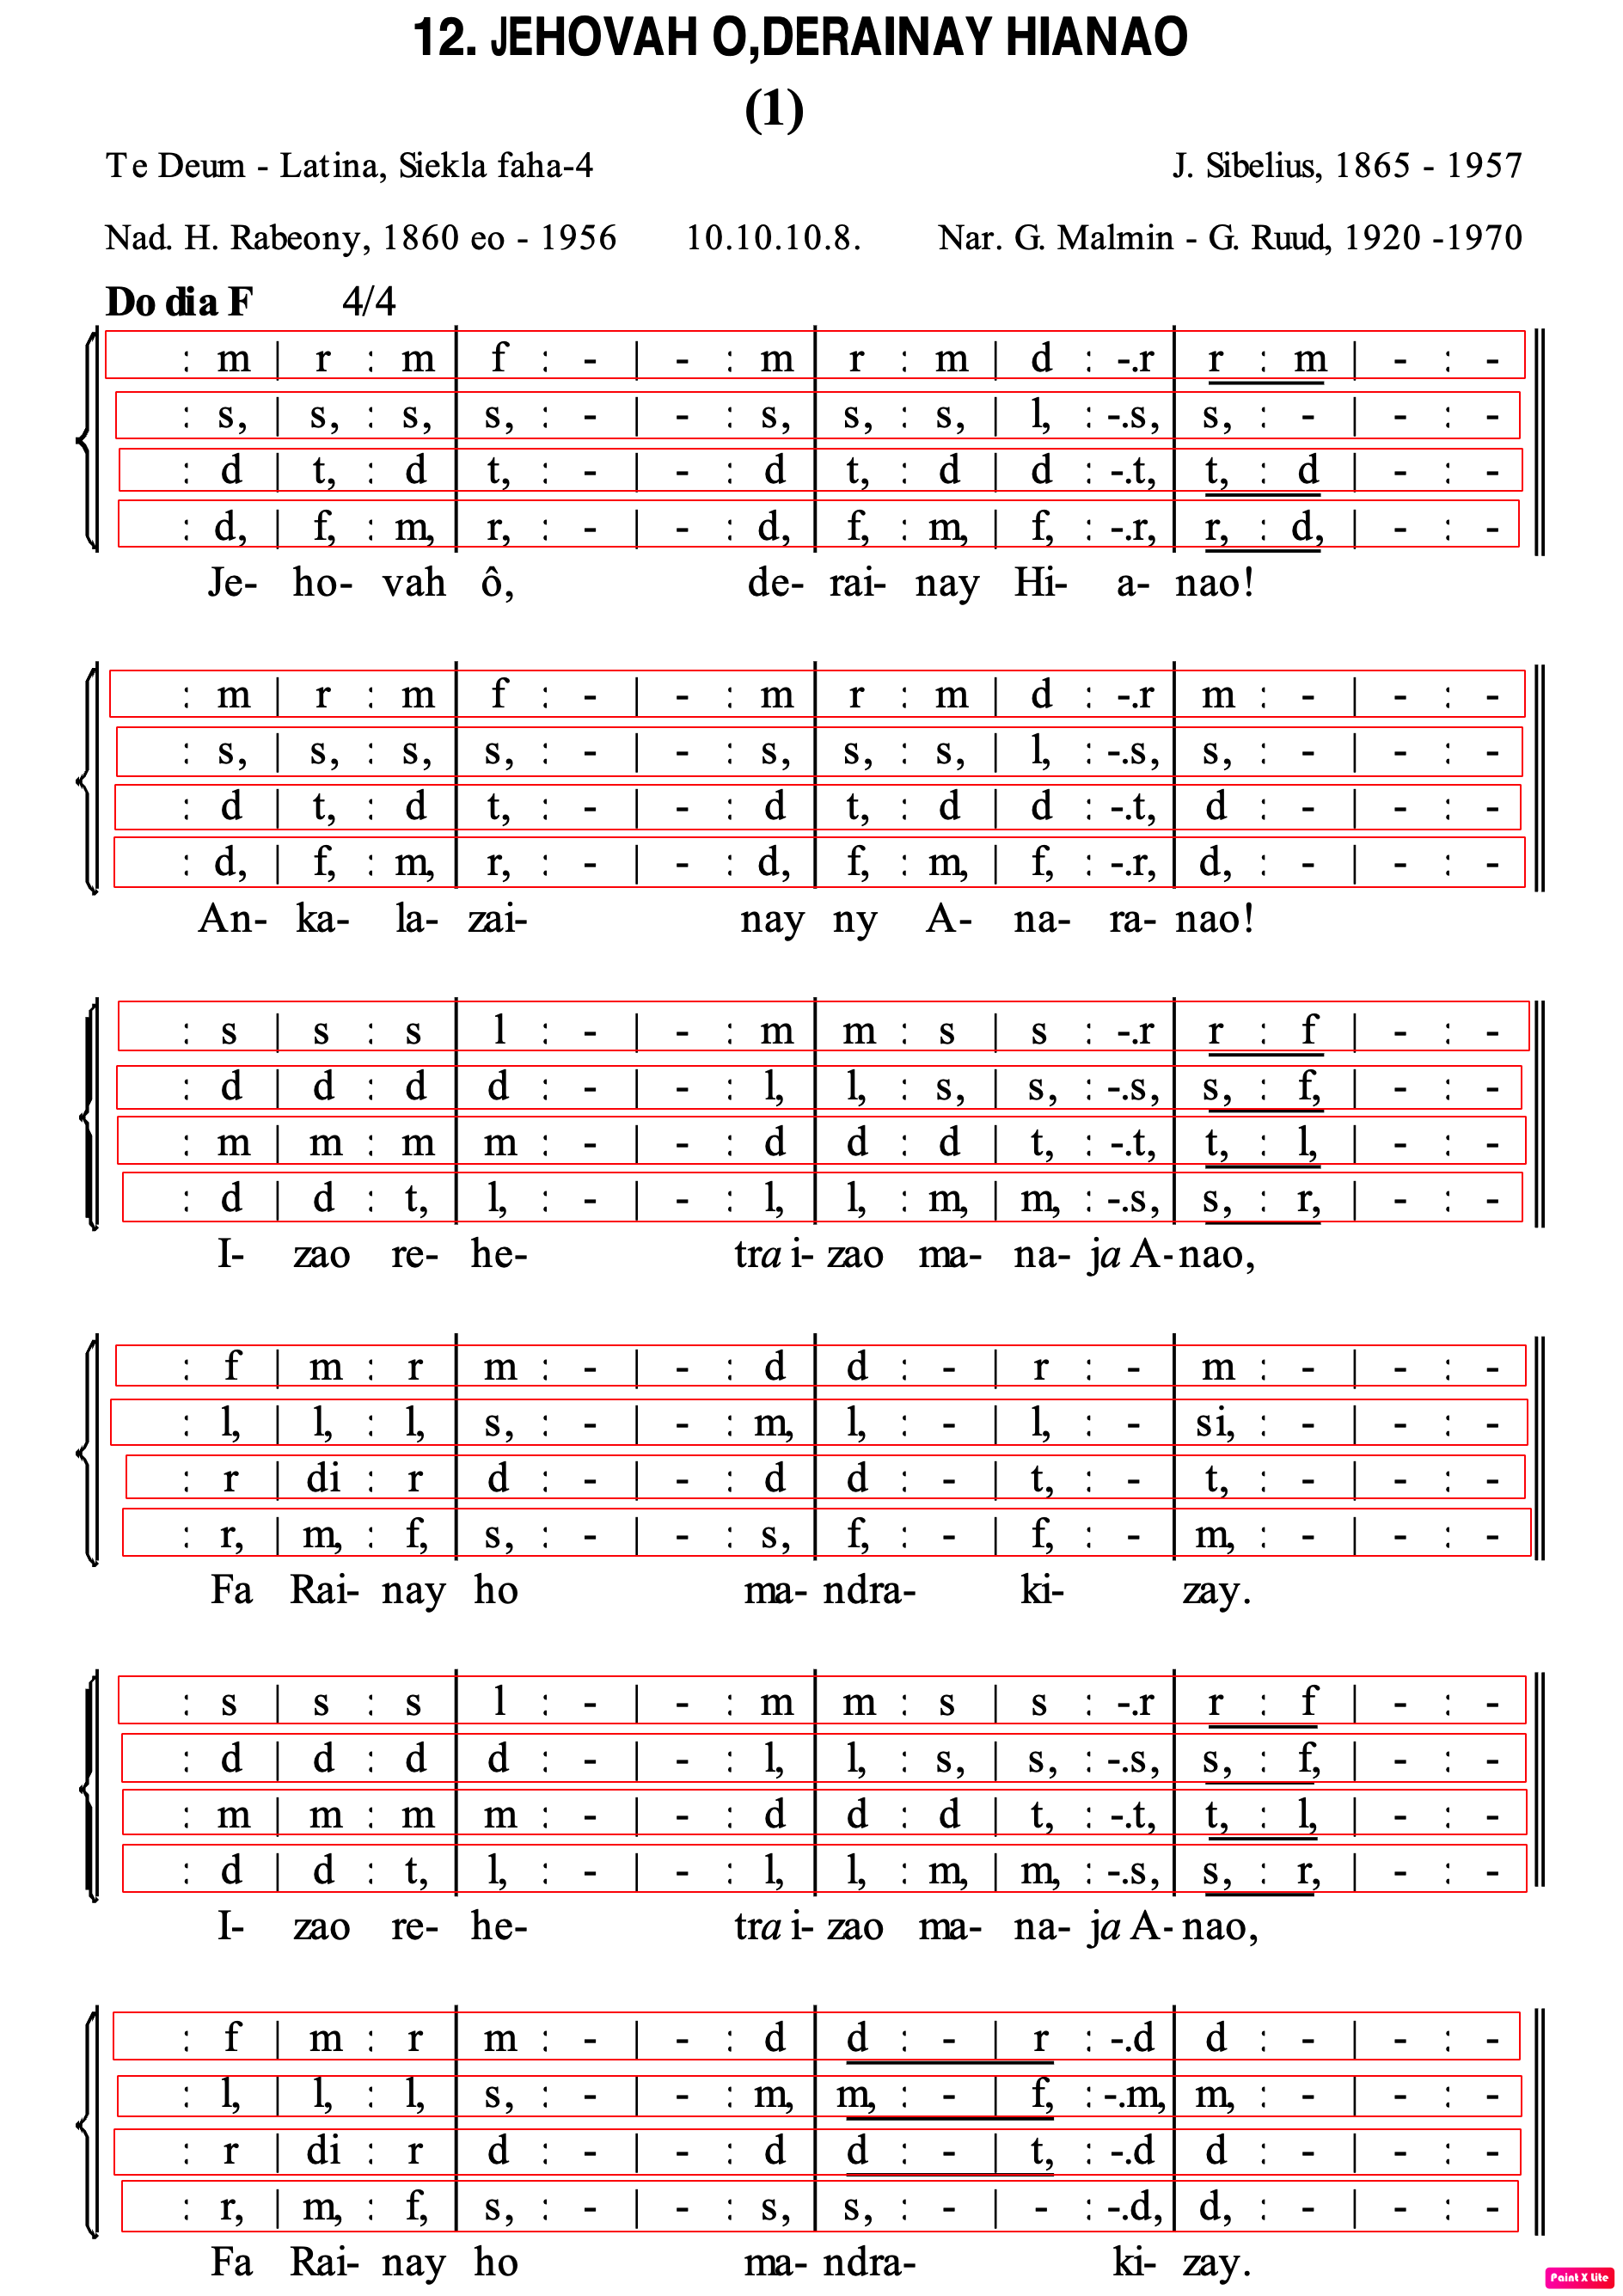 12. JEHOVAH O,DERAINAY HIANAO
(1)
Te Deum - Latina, Siekla faha-4 J. Sibelius, 1865 - 1957
Nad. H. Rabeony, 1860 eo - 1956 10.10.10.8. Nar. G. Malmin - G. Ruud, 1920 -1970
Do dia F 4/4
: m | r : m | f : - | - : m | r : m | d : -.r | r : m | - : - ||
: s, | s, : s, | s, : - | - : s, | s, : s, | l, : -.s, | s, : - | - : - ||
: d | t, : d | t, : - | - : d | t, : d | d : -.t, | t, : d | - : - ||
: d, | f, : m, | r, : - | - : d, | f, : m, | f, : -.r, | r, : d, | - : - ||
Je- ho- vah ô, de- rai- nay Hi- a- nao!
: m | r : m | f : - | - : m | r : m | d : -.r | m : - | - : - ||
: s, | s, : s, | s, : - | - : s, | s, : s, | l, : -.s, | s, : - | - : - ||
: d | t, : d | t, : - | - : d | t, : d | d : -.t, | d : - | - : - ||
: d, | f, : m, | r, : - | - : d, | f, : m, | f, : -.r, | d, : - | - : - ||
An- ka- la- zai- nay ny A- na- ra- nao!
: s | s : s | l : - | - : m | m : s | s : -.r | r : f | - : - ||
: d | d : d | d : - | - : l, | l, : s, | s, : -.s, | s, : f, | - : - ||
: m | m : m | m : - | - : d | d : d | t, : -.t, | t, : l, | - : - ||
: d | d : t, | l, : - | - : l, | l, : m, | m, : -.s, | s, : r, | - : - ||
I- zao re- he- tra i- zao ma- na- ja A- nao,
: f | m : r | m : - | - : d | d : - | r : - | m : - | - : - ||
: l, | l, : l, | s, : - | - : m, | l, : - | l, : - | si, : - | - : - ||
: r | di : r | d : - | - : d | d : - | t, : - | t, : - | - : - ||
: r, | m, : f, | s, : - | - : s, | f, : - | f, : - | m, : - | - : - ||
Fa Rai- nay ho ma- ndra- ki- zay.
: s | s : s | l : - | - : m | m : s | s : -.r | r : f | - : - ||
: d | d : d | d : - | - : l, | l, : s, | s, : -.s, | s, : f, | - : - ||
: m | m : m | m : - | - : d | d : d | t, : -.t, | t, : l, | - : - ||
: d | d : t, | l, : - | - : l, | l, : m, | m, : -.s, | s, : r, | - : - ||
I- zao re- he- tra i- zao ma- na- ja A- nao,
: f | m : r | m : - | - : d | d : - | r : -.d | d : - | - : - ||
: l, | l, : l, | s, : - | - : m, | m, : - | f, : -.m, | m, : - | - : - ||
: r | di : r | d : - | - : d | d : - | t, : -.d | d : - | - : - ||
: r, | m, : f, | s, : - | - : s, | s, : - | - : -.d, | d, : - | - : - ||
Fa Rai- nay ho ma- ndra- ki- zay.
Paint X Lite